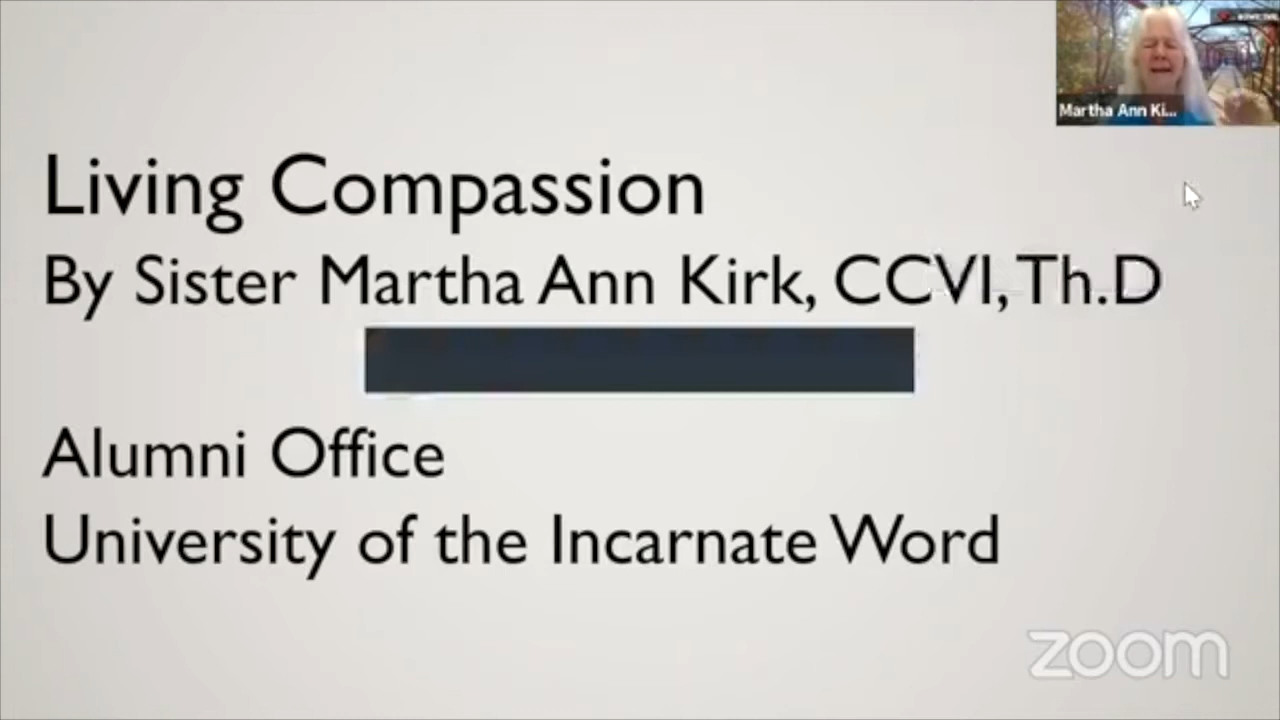 Martha Ann Ki...
Living Compassion
By Sister Martha Ann Kirk, CCVI, Th.D
Alumni Office
University of the Incarnate Word
zoom